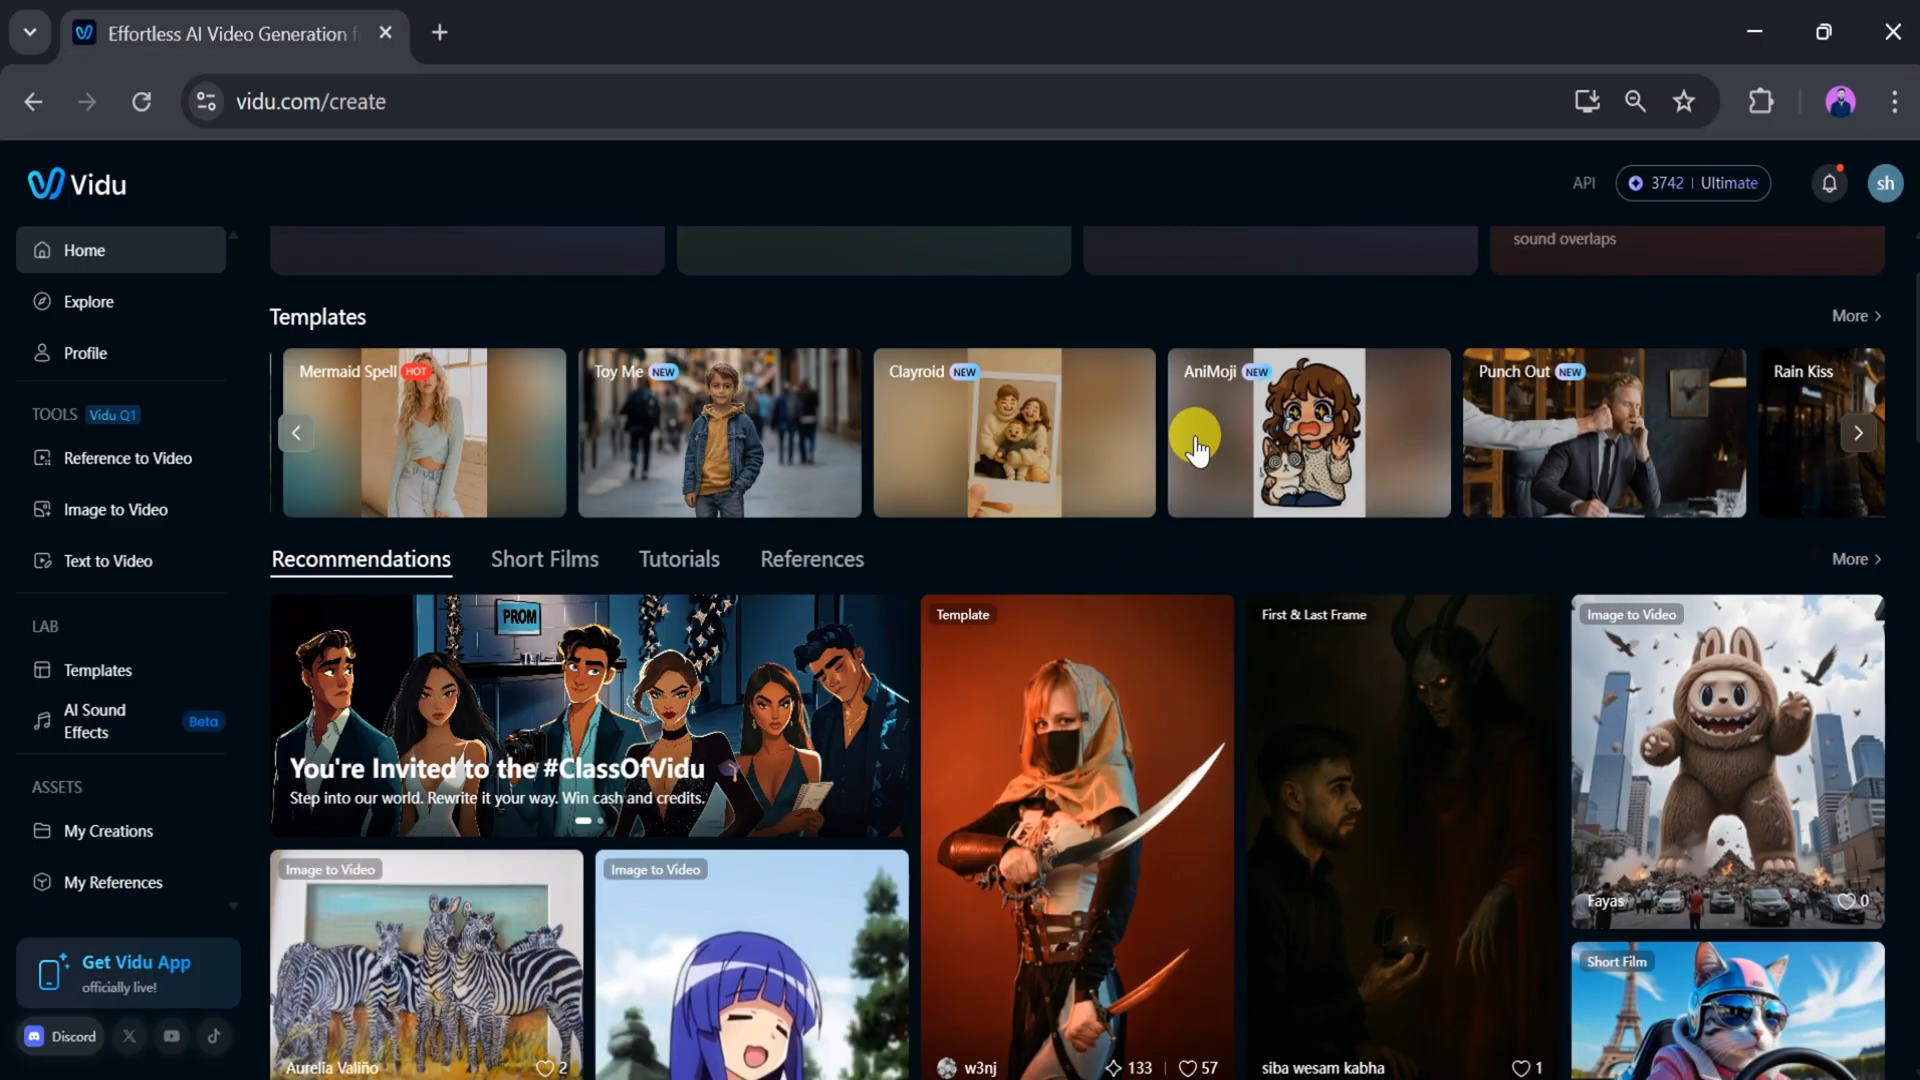 Effortless AI Video Generation f
vidu.com/create
Vidu
API
3742 | Ultimate
sh
Home
Explore
Profile
TOOLS Vidu Q1
Reference to Video
Image to Video
Text to Video
LAB
Templates
AI Sound
Effects
Beta
ASSETS
My Creations
My References
Get Vidu App
officially live!
Discord
sound overlaps
Templates
More >
Mermaid Spell HOT
Toy Me NEW
Clayroid NEW
AniMoji NEW
Punch Out NEW
Rain Kiss
Recommendations
Short Films
Tutorials
References
More >
PROM
You're Invited to the #ClassOfVidu
Step into our world. Rewrite it your way. Win cash and credits.
Template
w3nj
133 | 57
First & Last Frame
siba wesam kabha
1
Image to Video
Fayas
0
Image to Video
Aurelia Valiño
2
Image to Video
Short Film